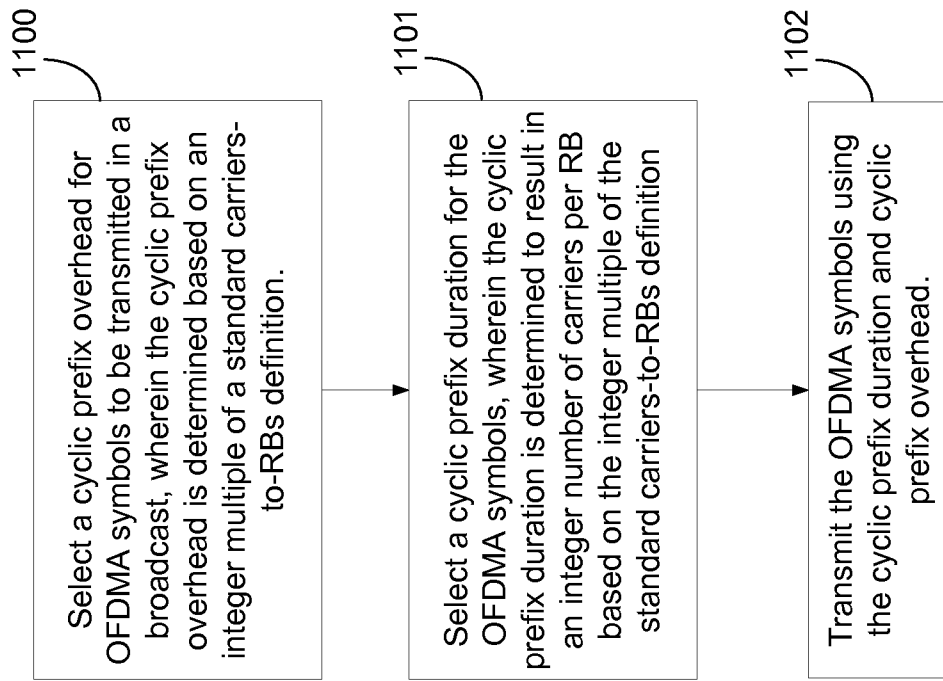 1100
Select a cyclic prefix overhead for
OFDMA symbols to be transmitted in a
broadcast, wherein the cyclic prefix
overhead is determined based on an
integer multiple of a standard carriers-
to-RBs definition.
1101
Select a cyclic prefix duration for the
OFDMA symbols, wherein the cyclic
prefix duration is determined to result in
an integer number of carriers per RB
based on the integer multiple of the
standard carriers-to-RBs definition
1102
Transmit the OFDMA symbols using
the cyclic prefix duration and cyclic
prefix overhead.